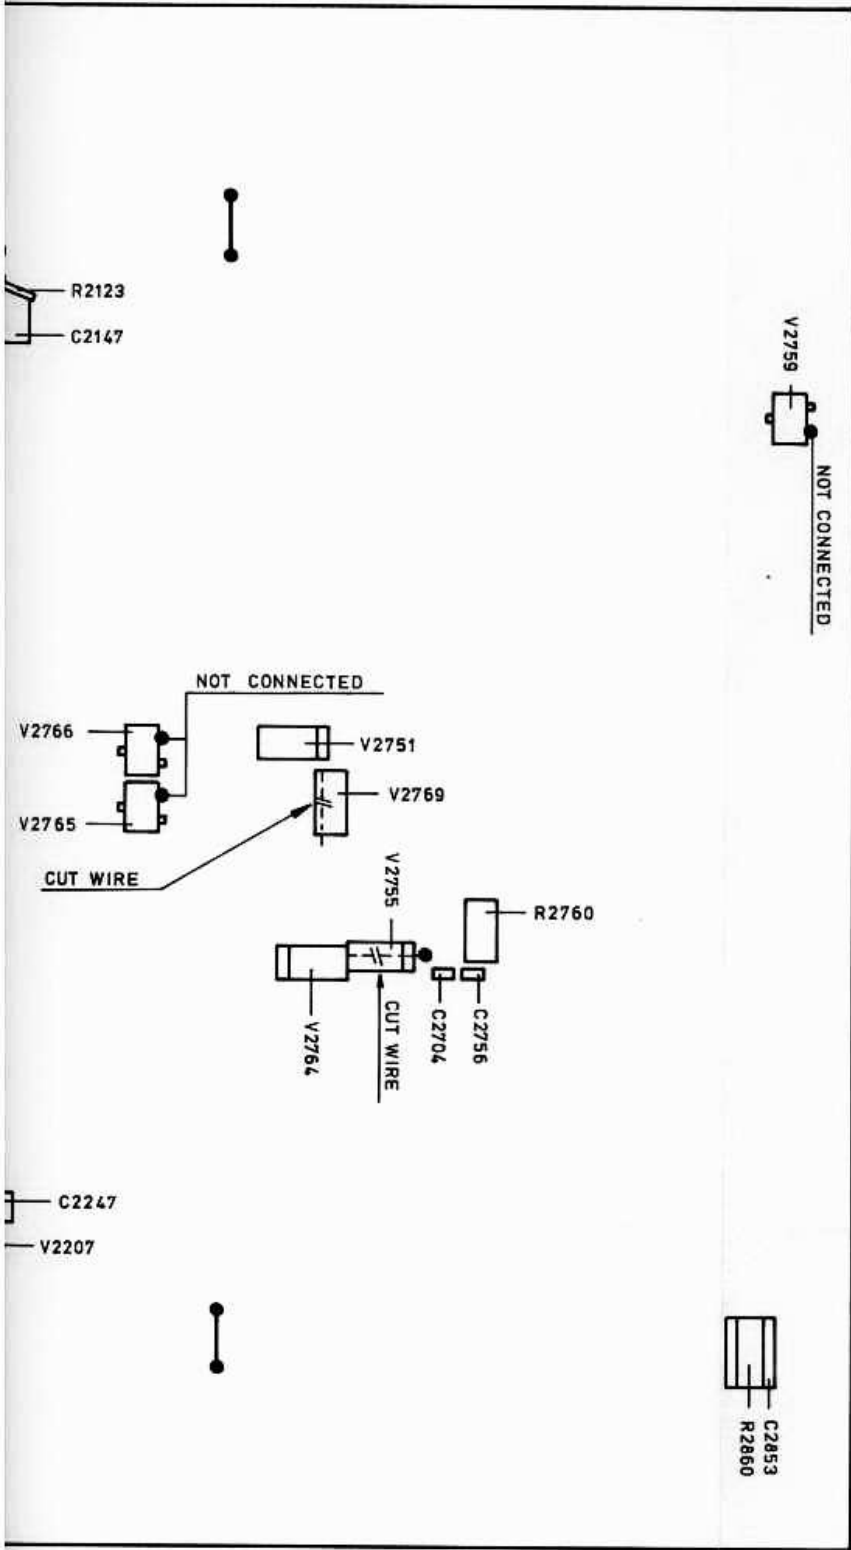 R2123
C2147
V2759
NOT CONNECTED
NOT CONNECTED
V2766
V2751
V2769
V2765
CUT WIRE
V2755
R2760
V2764
CUT WIRE
C2704
C2756
C2247
V2207
R2860
C2853